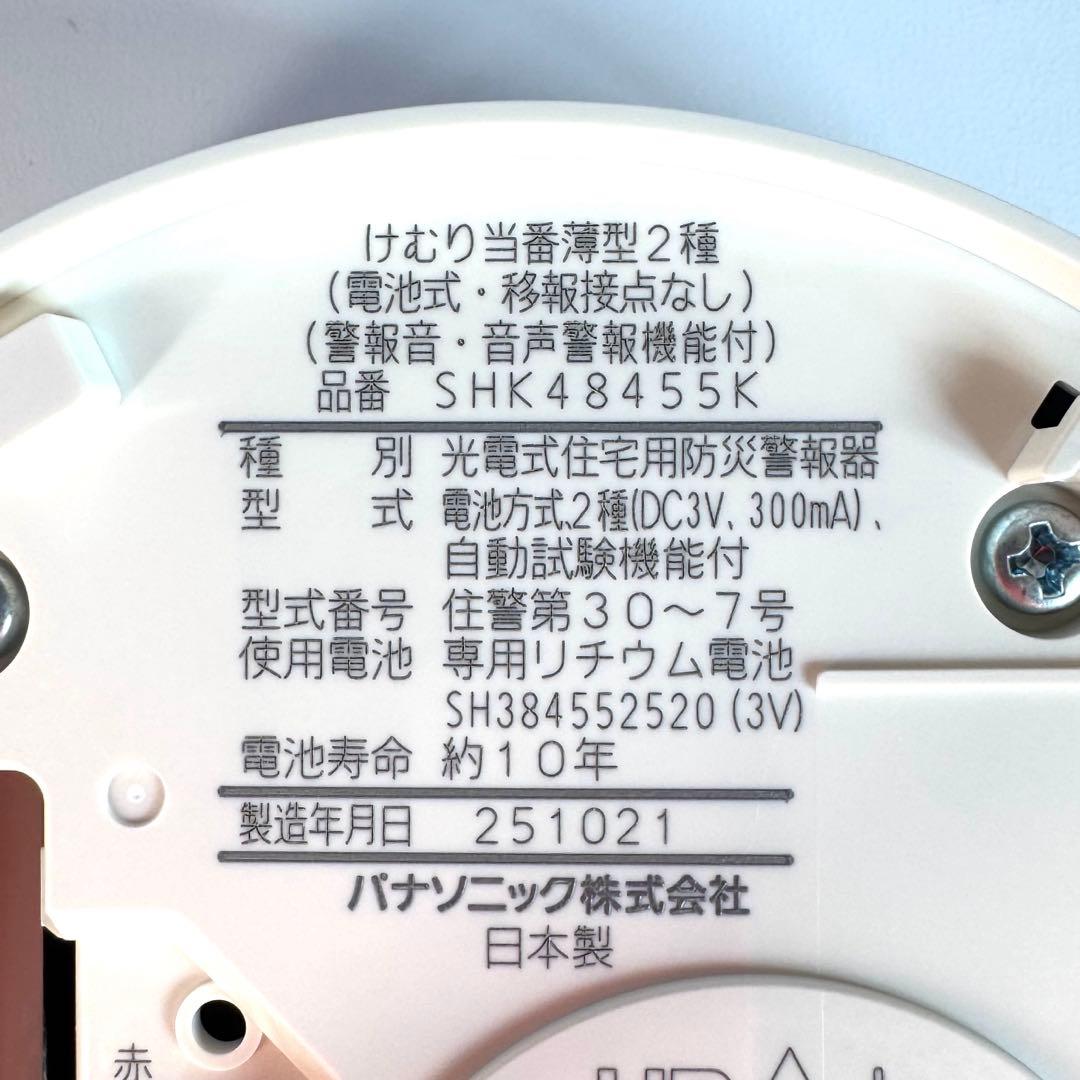 けむり当番薄型２種
(電池式・移報接点なし)
(警報音・音声警報機能付)
品番 SHK48455K
種別 光電式住宅用防災警報器
型式 電池方式、2種(DC3V、300mA)、
自動試験機能付
型式番号 住警第30～7号
使用電池 専用リチウム電池
SH384552520(3V)
電池寿命 約10年
製造年月日 251021
パナソニック株式会社
日本製
赤